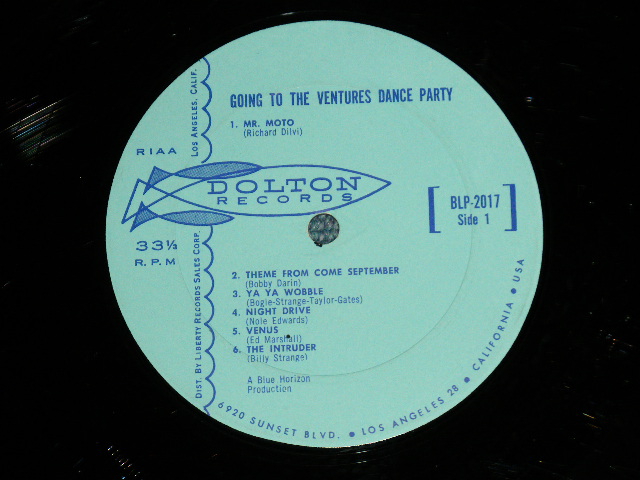 GOING TO THE VENTURES DANCE PARTY
1. MR. MOTO
(Richard Dilvi)
RIAA
LOS ANGELES, CALIF.
DOLTON
RECORDS
BLP-2017
Side 1
33⅓
R.P.M
DIST. BY LIBERTY RECORDS SALES CORP.
2. THEME FROM COME SEPTEMBER
(Bobby Darin)
3. YA YA WOBBLE
(Bogle-Strange-Taylor-Gates)
4. NIGHT DRIVE
(Nole Edwards)
5. VENUS
(Ed Marshall)
6. THE INTRUDER
(Billy Strange)
A Blue Horizon
Production
6920 SUNSET BLVD. • LOS ANGELES 28 • CALIFORNIA • USA